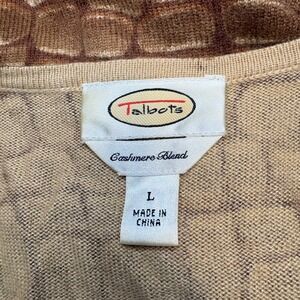 Talbots
Cashmere Blend
L
MADE IN
CHINA